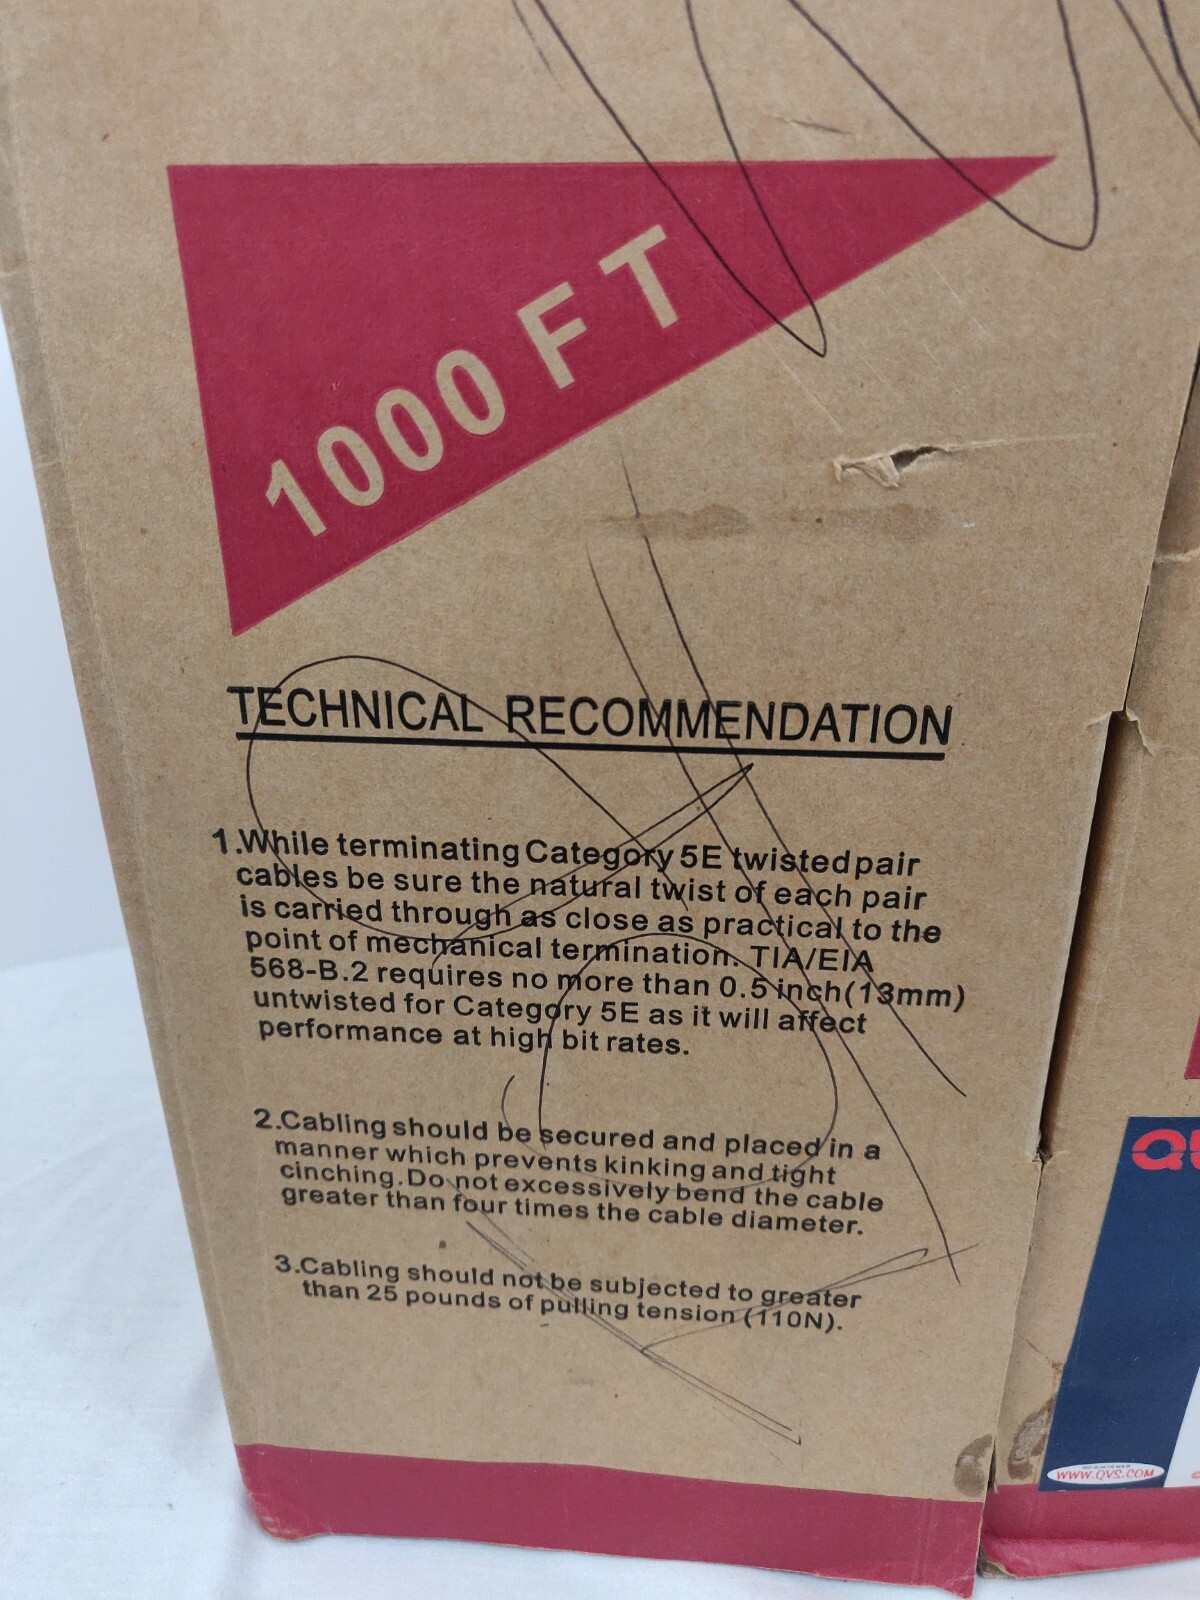 1000 FT
TECHNICAL RECOMMENDATION
1.While terminating Category 5E twisted pair
cables be sure the natural twist of each pair
is carried through as close as practical to the
point of mechanical termination. TIA/EIA
568-B.2 requires no more than 0.5 inch(13mm)
untwisted for Category 5E as it will affect
performance at high bit rates.
2.Cabling should be secured and placed in a
manner which prevents kinking and tight
cinching. Do not excessively bend the cable
greater than four times the cable diameter.
3.Cabling should not be subjected to greater
than 25 pounds of pulling tension (110N).
WWW.QVS.COM